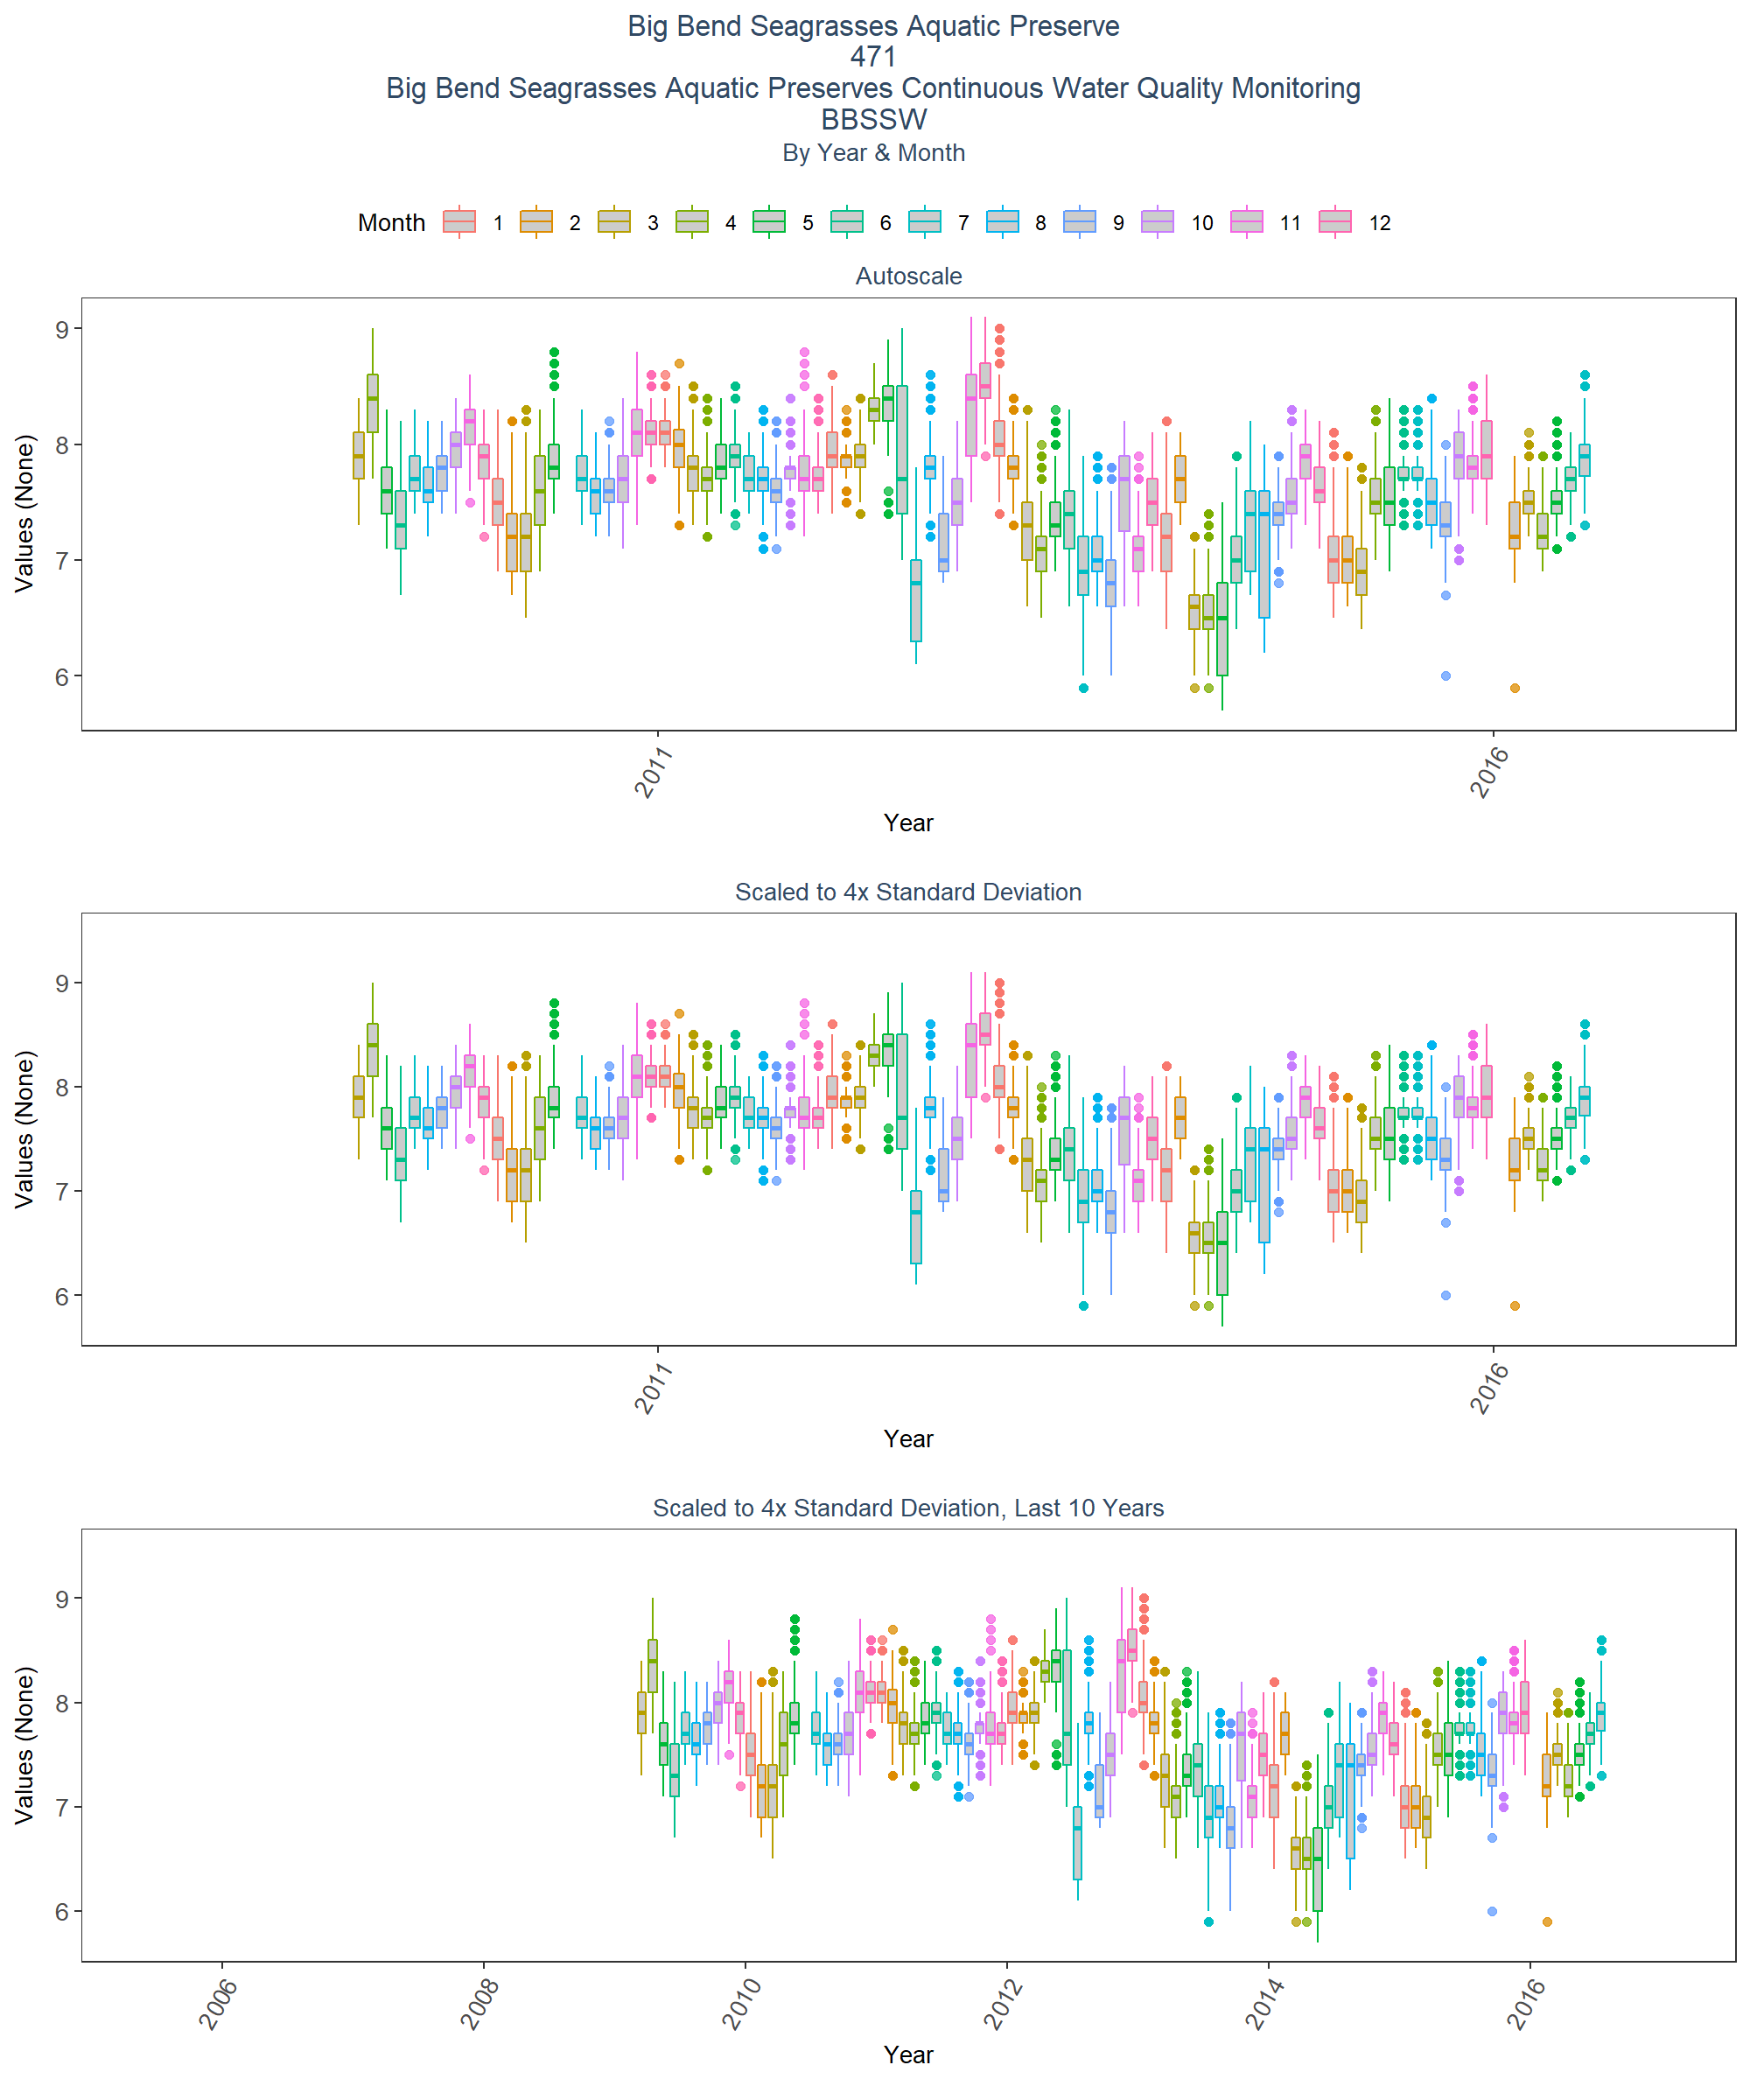 Big Bend Seagrasses Aquatic Preserve
471
Big Bend Seagrasses Aquatic Preserves Continuous Water Quality Monitoring
BBSSW
By Year & Month
Month 1 2 3 4 5 6 7 8 9 10 11 12
Autoscale
Values (None)
9
8
7
6
2011 2016
Year
Scaled to 4x Standard Deviation
Values (None)
9
8
7
6
2011 2016
Year
Scaled to 4x Standard Deviation, Last 10 Years
Values (None)
9
8
7
6
2006 2008 2010 2012 2014 2016
Year